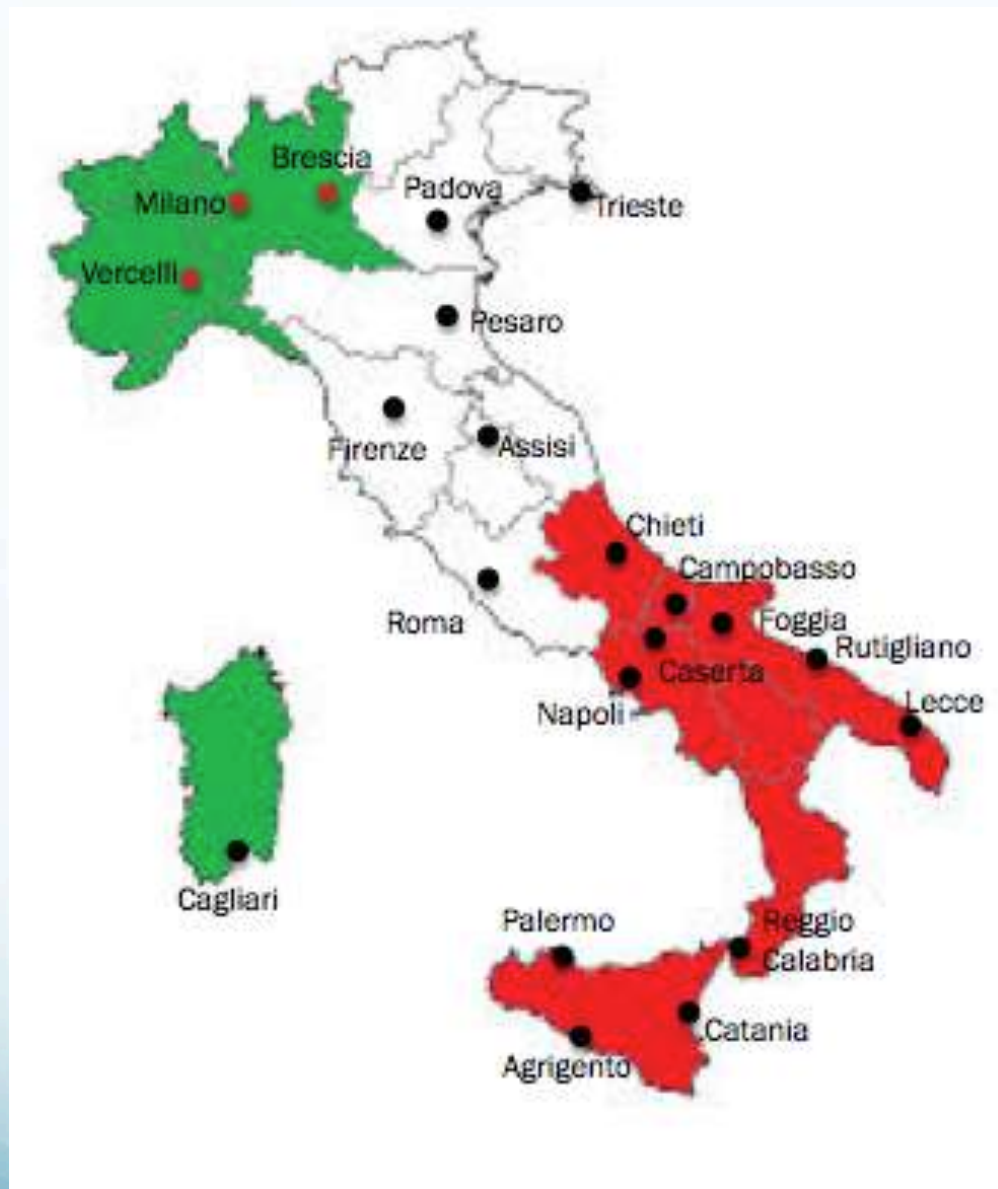 Brescia
Padova
Milano
Trieste
Vercelli
Pesaro
Firenze
Assisi
Chieti
Campobasso
Foggia
Roma
Rutigliano
Caserta
Lecce
Napoli
Cagliari
Palermo
Reggio
Calabria
Catania
Agrigento